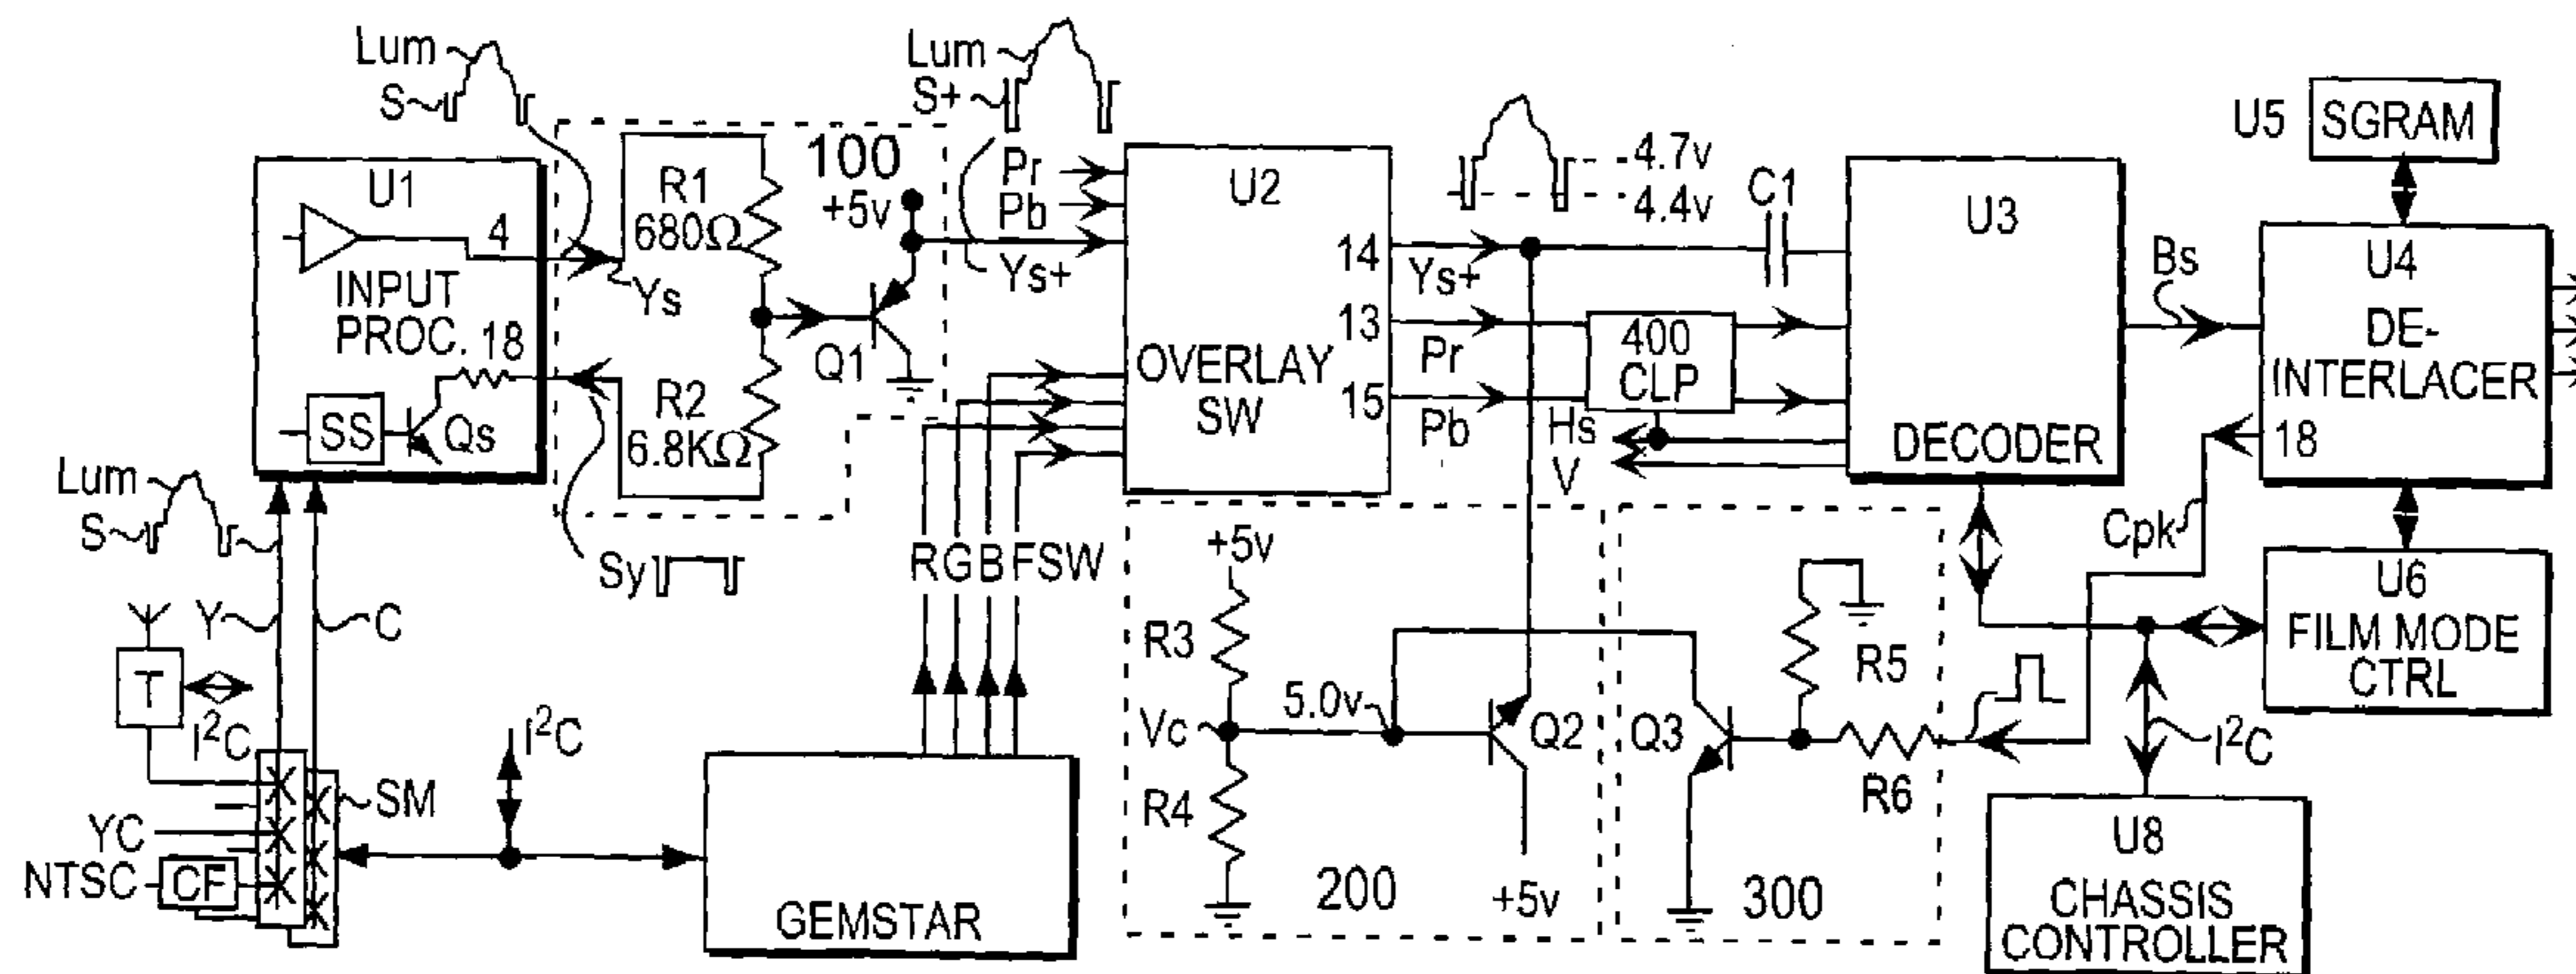 Lum
S
Lum
S+
100
R1
680Ω
+5v
Pr
Pb
Ys+
U1
4
INPUT
PROC.
18
SS
Qs
Ys
R2
6.8KΩ
Q1
Sy
Lum
S
Y
C
T
I²C
I²C
SM
YC
NTSC
CF
GEMSTAR
R G B FSW
U2
OVERLAY
SW
14
13
15
Ys+
Pr
Pb
4.7v
4.4v
C1
400
CLP
Hs
V
U3
DECODER
Bs
U5
SGRAM
U4
DE-
INTERLACER
18
Cpk
U6
FILM MODE
CTRL
I²C
U8
CHASSIS
CONTROLLER
+5v
R3
Vc
R4
5.0v
Q2
+5v
200
Q3
R5
R6
300